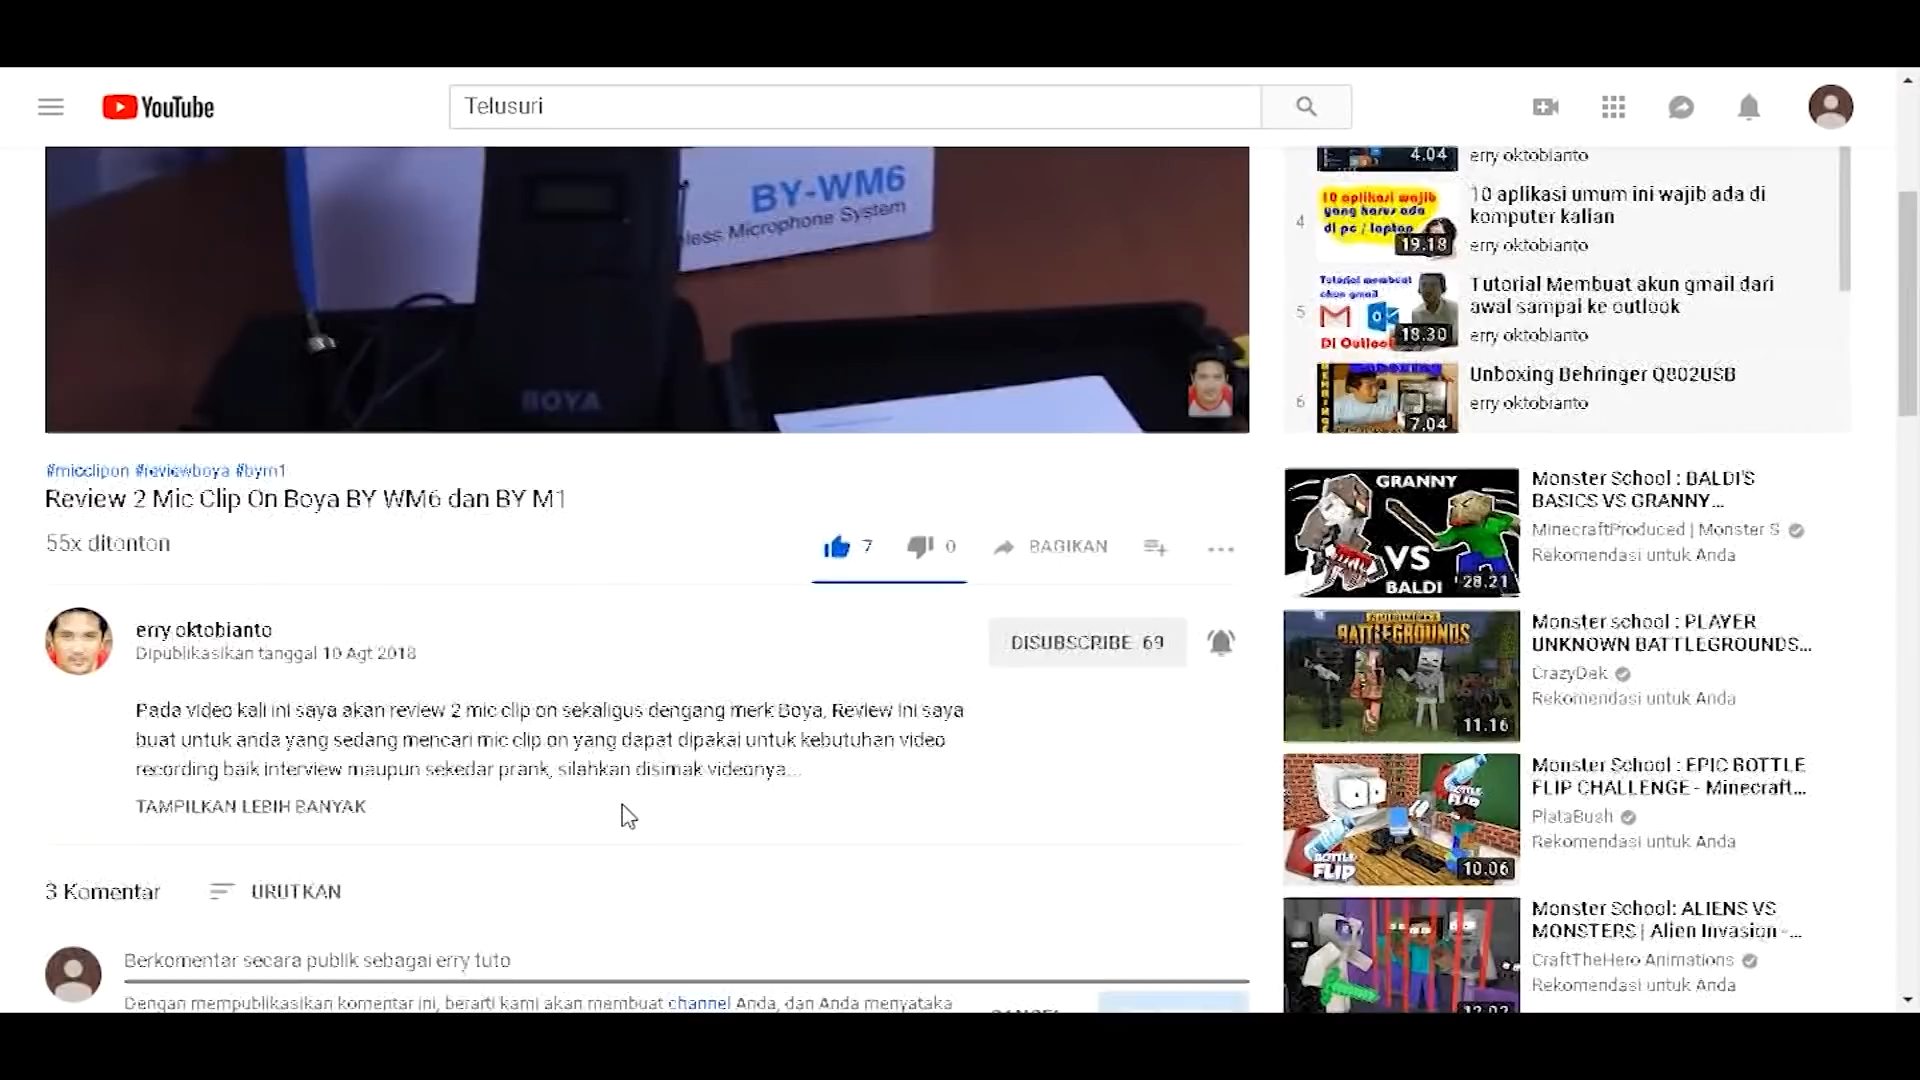 YouTube
Telusuri
BY-WM6
less Microphone System
BOYA
4.04
erry oktobianto
4
10 aplikasi wajib
yang harus ada
di pc / laptop
19.18
10 aplikasi umum ini wajib ada di
komputer kalian
erry oktobianto
5
Tutorial membuat
akun gmail
Di Outlook
18.30
Tutorial Membuat akun gmail dari
awal sampai ke outlook
erry oktobianto
6
7.04
Unboxing Behringer Q802USB
erry oktobianto
#micclipon #reviewboya #bym1
Review 2 Mic Clip On Boya BY WM6 dan BY M1
55x ditonton
7
0
BAGIKAN
erry oktobianto
Dipublikasikan tanggal 10 Agt 2018
DISUBSCRIBE 69
Pada video kali ini saya akan review 2 mic clip on sekaligus dengang merk Boya, Review ini saya
buat untuk anda yang sedang mencari mic clip on yang dapat dipakai untuk kebutuhan video
recording baik interview maupun sekedar prank, silahkan disimak videonya...
TAMPILKAN LEBIH BANYAK
3 Komentar
URUTKAN
Berkomentar secara publik sebagai erry tuto
Dengan mempublikasikan komentar ini, berarti kami akan membuat channel Anda, dan Anda menyataka
GRANNY
VS
BALDI
28.21
Monster School : BALDI'S
BASICS VS GRANNY...
MinecraftProduced | Monster S
Rekomendasi untuk Anda
BATTLEGROUNDS
11.16
Monster school : PLAYER
UNKNOWN BATTLEGROUNDS...
CrazyDek
Rekomendasi untuk Anda
BOTTLE
FLIP
10.06
Monster School : EPIC BOTTLE
FLIP CHALLENGE - Minecraft...
PlataBush
Rekomendasi untuk Anda
Monster School: ALIENS VS
MONSTERS | Alien Invasion -...
CraftTheHero Animations
Rekomendasi untuk Anda